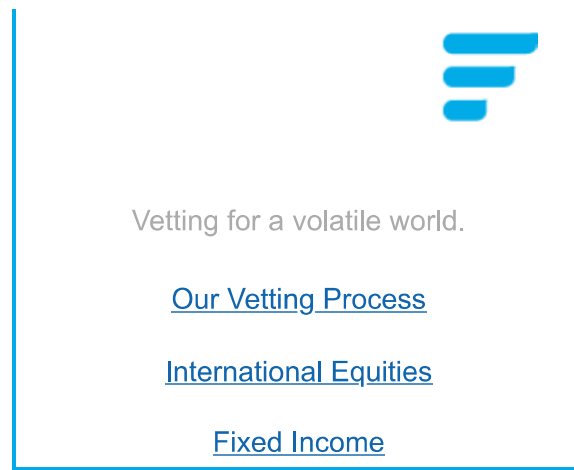 Vetting for a volatile world.
Our Vetting Process
International Equities
Fixed Income